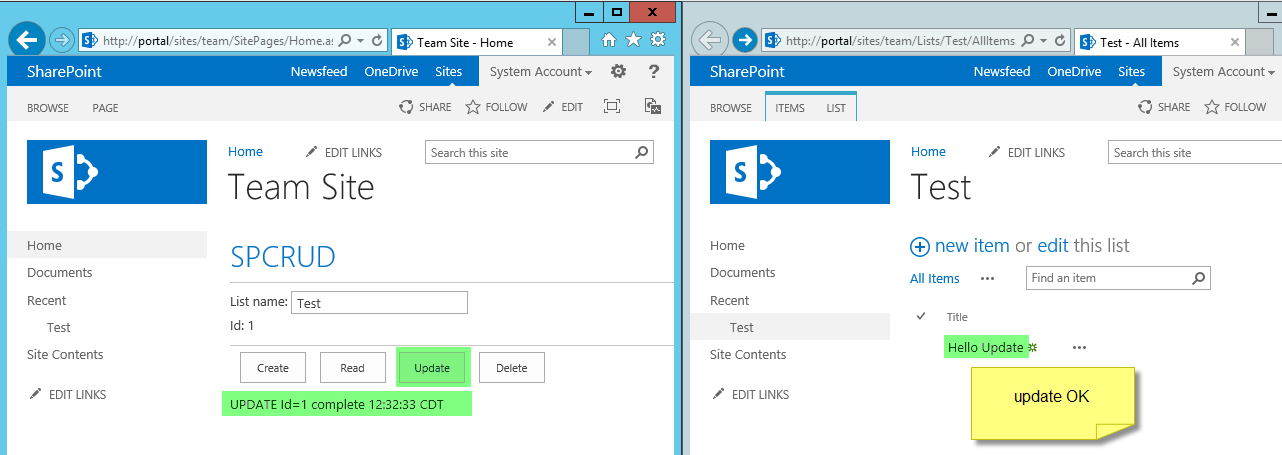 http://portal/sites/team/SitePages/Home.as
Team Site - Home
SharePoint
Newsfeed OneDrive Sites System Account ?
BROWSE PAGE SHARE FOLLOW EDIT
S
Home EDIT LINKS Search this site
Team Site
Home
Documents
Recent
Test
Site Contents
EDIT LINKS
SPCRUD
List name: Test
Id: 1
Create Read Update Delete
UPDATE Id=1 complete 12:32:33 CDT
http://portal/sites/team/Lists/Test/AllItems
Test - All Items
SharePoint
Newsfeed OneDrive Sites System Account
BROWSE ITEMS LIST SHARE FOLLOW
S
Home EDIT LINKS Search this site
Test
Home
Documents
Recent
Test
Site Contents
EDIT LINKS
new item or edit this list
All Items ... Find an item
Title
Hello Update ...
update OK